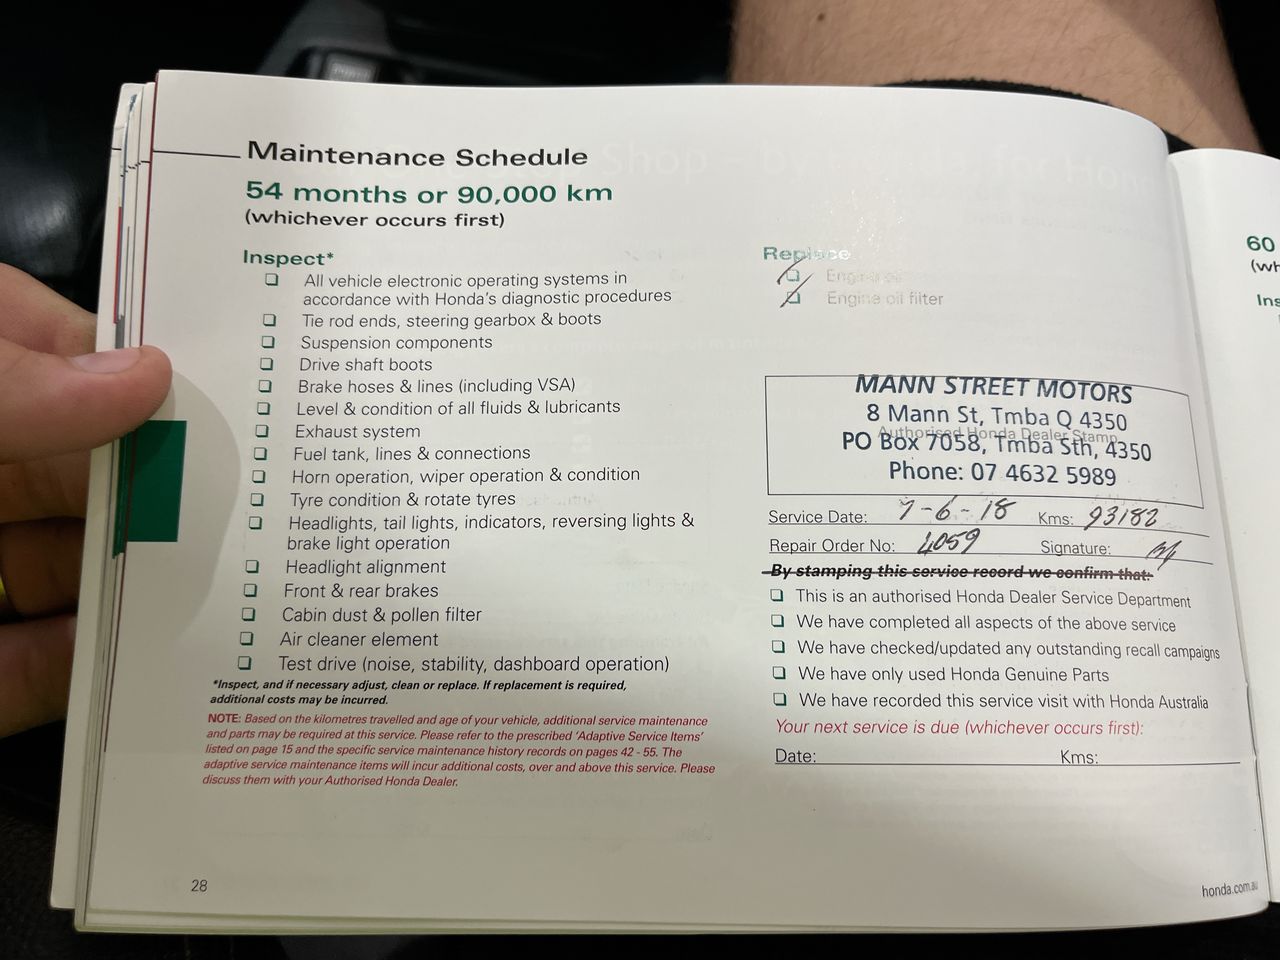 Maintenance Schedule
54 months or 90,000 km
(whichever occurs first)
Inspect*
All vehicle electronic operating systems in
accordance with Honda's diagnostic procedures
Tie rod ends, steering gearbox & boots
Suspension components
Drive shaft boots
Brake hoses & lines (including VSA)
Level & condition of all fluids & lubricants
Exhaust system
Fuel tank, lines & connections
Horn operation, wiper operation & condition
Tyre condition & rotate tyres
Headlights, tail lights, indicators, reversing lights &
brake light operation
Headlight alignment
Front & rear brakes
Cabin dust & pollen filter
Air cleaner element
Test drive (noise, stability, dashboard operation)
*Inspect, and if necessary adjust, clean or replace. If replacement is required,
additional costs may be incurred.
NOTE: Based on the kilometres travelled and age of your vehicle, additional service maintenance
and parts may be required at this service. Please refer to the prescribed 'Adaptive Service Items'
listed on page 15 and the specific service maintenance history records on pages 42 - 55. The
adaptive service maintenance items will incur additional costs, over and above this service. Please
discuss them with your Authorised Honda Dealer.
28
Replace
Engine oil
Engine oil filter
MANN STREET MOTORS
8 Mann St, Tmba Q 4350
Authorised Honda Dealer Stamp
PO Box 7058, Tmba Sth, 4350
Phone: 07 4632 5989
Service Date: 7-6-18 Kms: 93182
Repair Order No: 4059 Signature:
By stamping this service record we confirm that:
This is an authorised Honda Dealer Service Department
We have completed all aspects of the above service
We have checked/updated any outstanding recall campaigns
We have only used Honda Genuine Parts
We have recorded this service visit with Honda Australia
Your next service is due (whichever occurs first):
Date: Kms:
honda.com.au
60
(wh
Ins